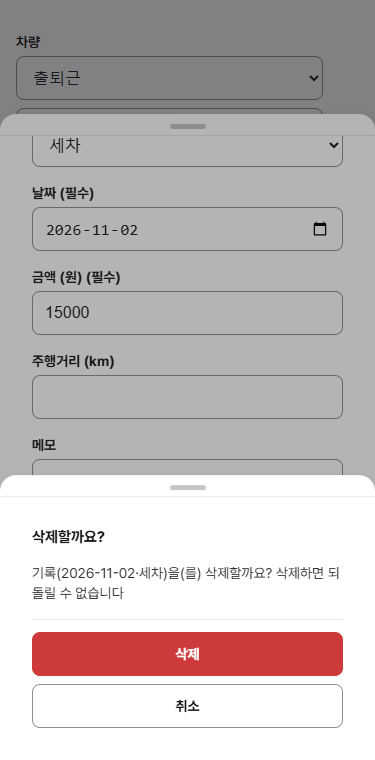 차량
출퇴근
세차
날짜 (필수)
2026-11-02
금액 (원) (필수)
15000
주행거리 (km)
메모
삭제할까요?
기록(2026-11-02·세차)을(를) 삭제할까요? 삭제하면 되
돌릴 수 없습니다
삭제
취소